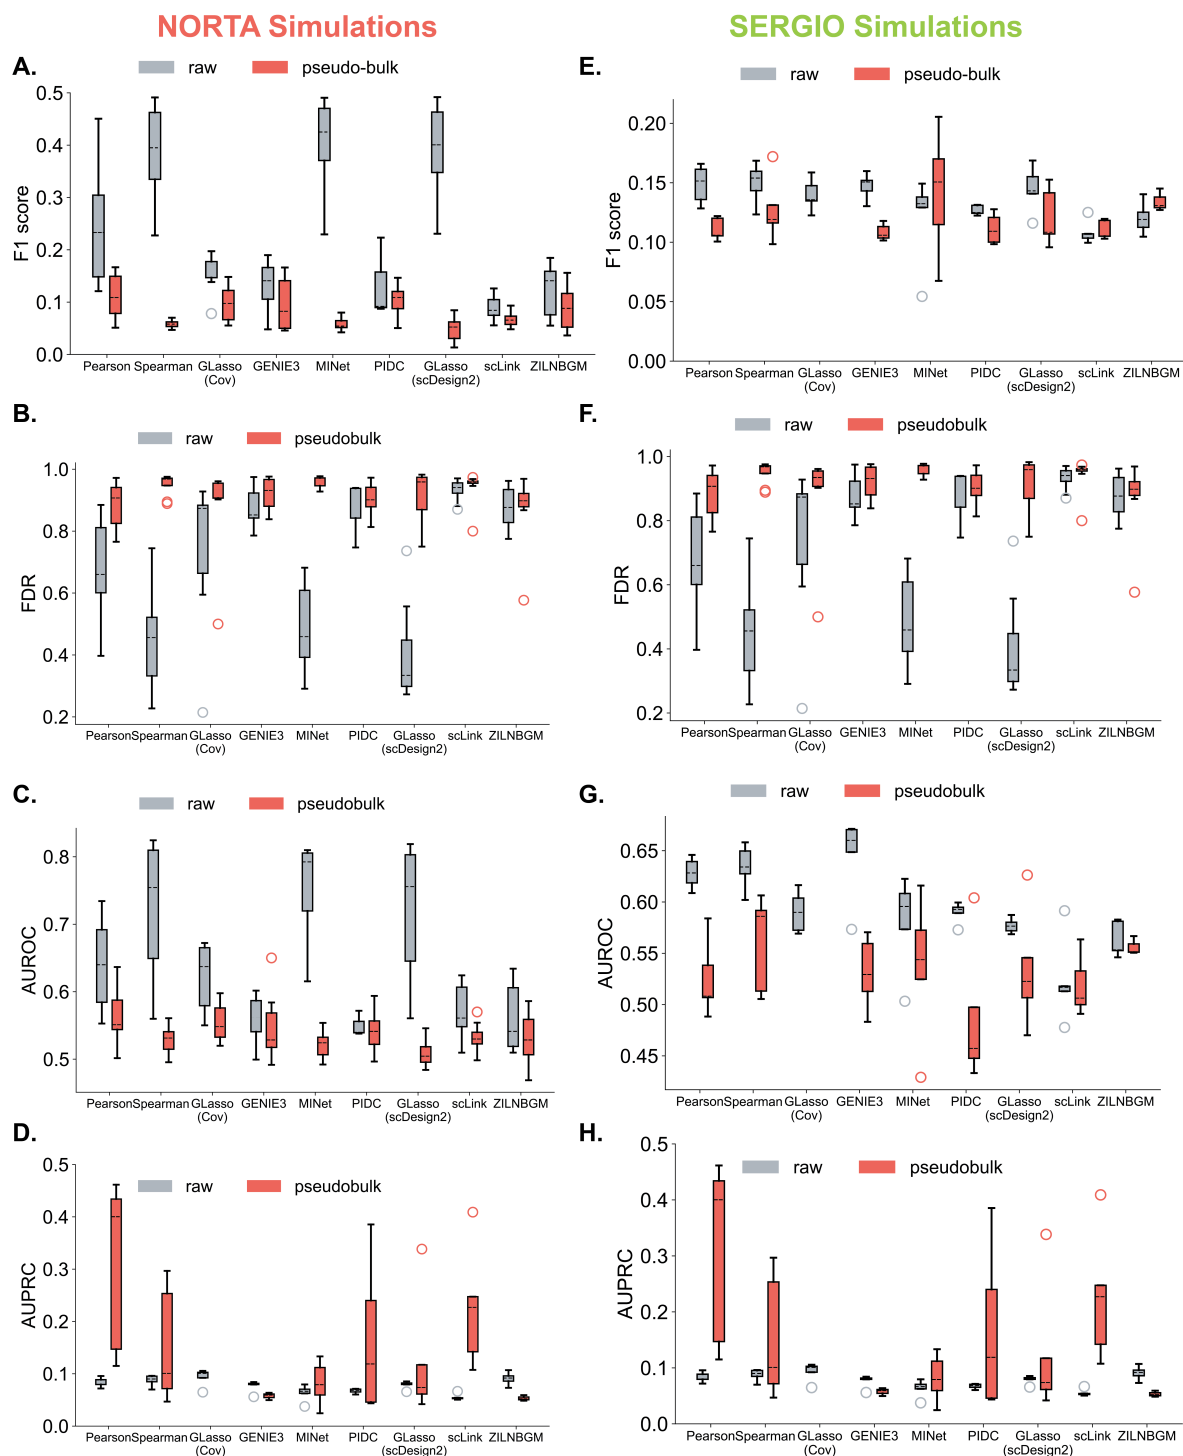 NORTA Simulations
A.
raw pseudo-bulk
0.5
0.4
0.3
0.2
0.1
0.0
F1 score
Pearson Spearman GLasso (Cov) GENIE3 MINet PIDC GLasso (scDesign2) scLink ZILNBGM
B.
raw pseudobulk
1.0
0.8
0.6
0.4
0.2
FDR
Pearson Spearman GLasso (Cov) GENIE3 MINet PIDC GLasso (scDesign2) scLink ZILNBGM
C.
raw pseudobulk
0.8
0.7
0.6
0.5
AUROC
Pearson Spearman GLasso (Cov) GENIE3 MINet PIDC GLasso (scDesign2) scLink ZILNBGM
D.
raw pseudobulk
0.5
0.4
0.3
0.2
0.1
0.0
AUPRC
Pearson Spearman GLasso (Cov) GENIE3 MINet PIDC GLasso (scDesign2) scLink ZILNBGM
SERGIO Simulations
E.
raw pseudo-bulk
0.20
0.15
0.10
0.05
0.00
F1 score
Pearson Spearman GLasso (Cov) GENIE3 MINet PIDC GLasso (scDesign2) scLink ZILNBGM
F.
raw pseudobulk
1.0
0.8
0.6
0.4
0.2
FDR
Pearson Spearman GLasso (Cov) GENIE3 MINet PIDC GLasso (scDesign2) scLink ZILNBGM
G.
raw pseudobulk
0.65
0.60
0.55
0.50
0.45
AUROC
Pearson Spearman GLasso (Cov) GENIE3 MINet PIDC GLasso (scDesign2) scLink ZILNBGM
H.
raw pseudobulk
0.5
0.4
0.3
0.2
0.1
0.0
AUPRC
Pearson Spearman GLasso (Cov) GENIE3 MINet PIDC GLasso (scDesign2) scLink ZILNBGM